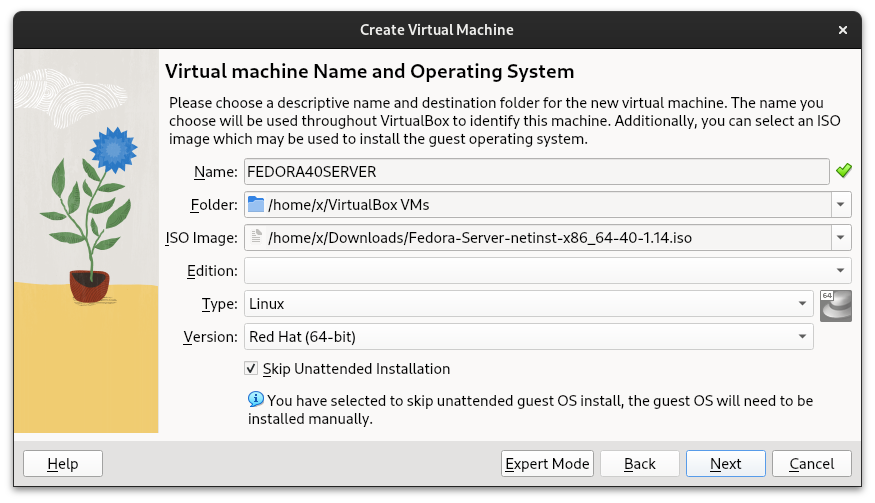 Create Virtual Machine
Virtual machine Name and Operating System
Please choose a descriptive name and destination folder for the new virtual machine. The name you
choose will be used throughout VirtualBox to identify this machine. Additionally, you can select an ISO
image which may be used to install the guest operating system.
Name: FEDORA40SERVER
Folder: /home/x/VirtualBox VMs
ISO Image: /home/x/Downloads/Fedora-Server-netinst-x86_64-40-1.14.iso
Edition:
Type: Linux 64
Version: Red Hat (64-bit)
Skip Unattended Installation
You have selected to skip unattended guest OS install, the guest OS will need to be
installed manually.
Help Expert Mode Back Next Cancel